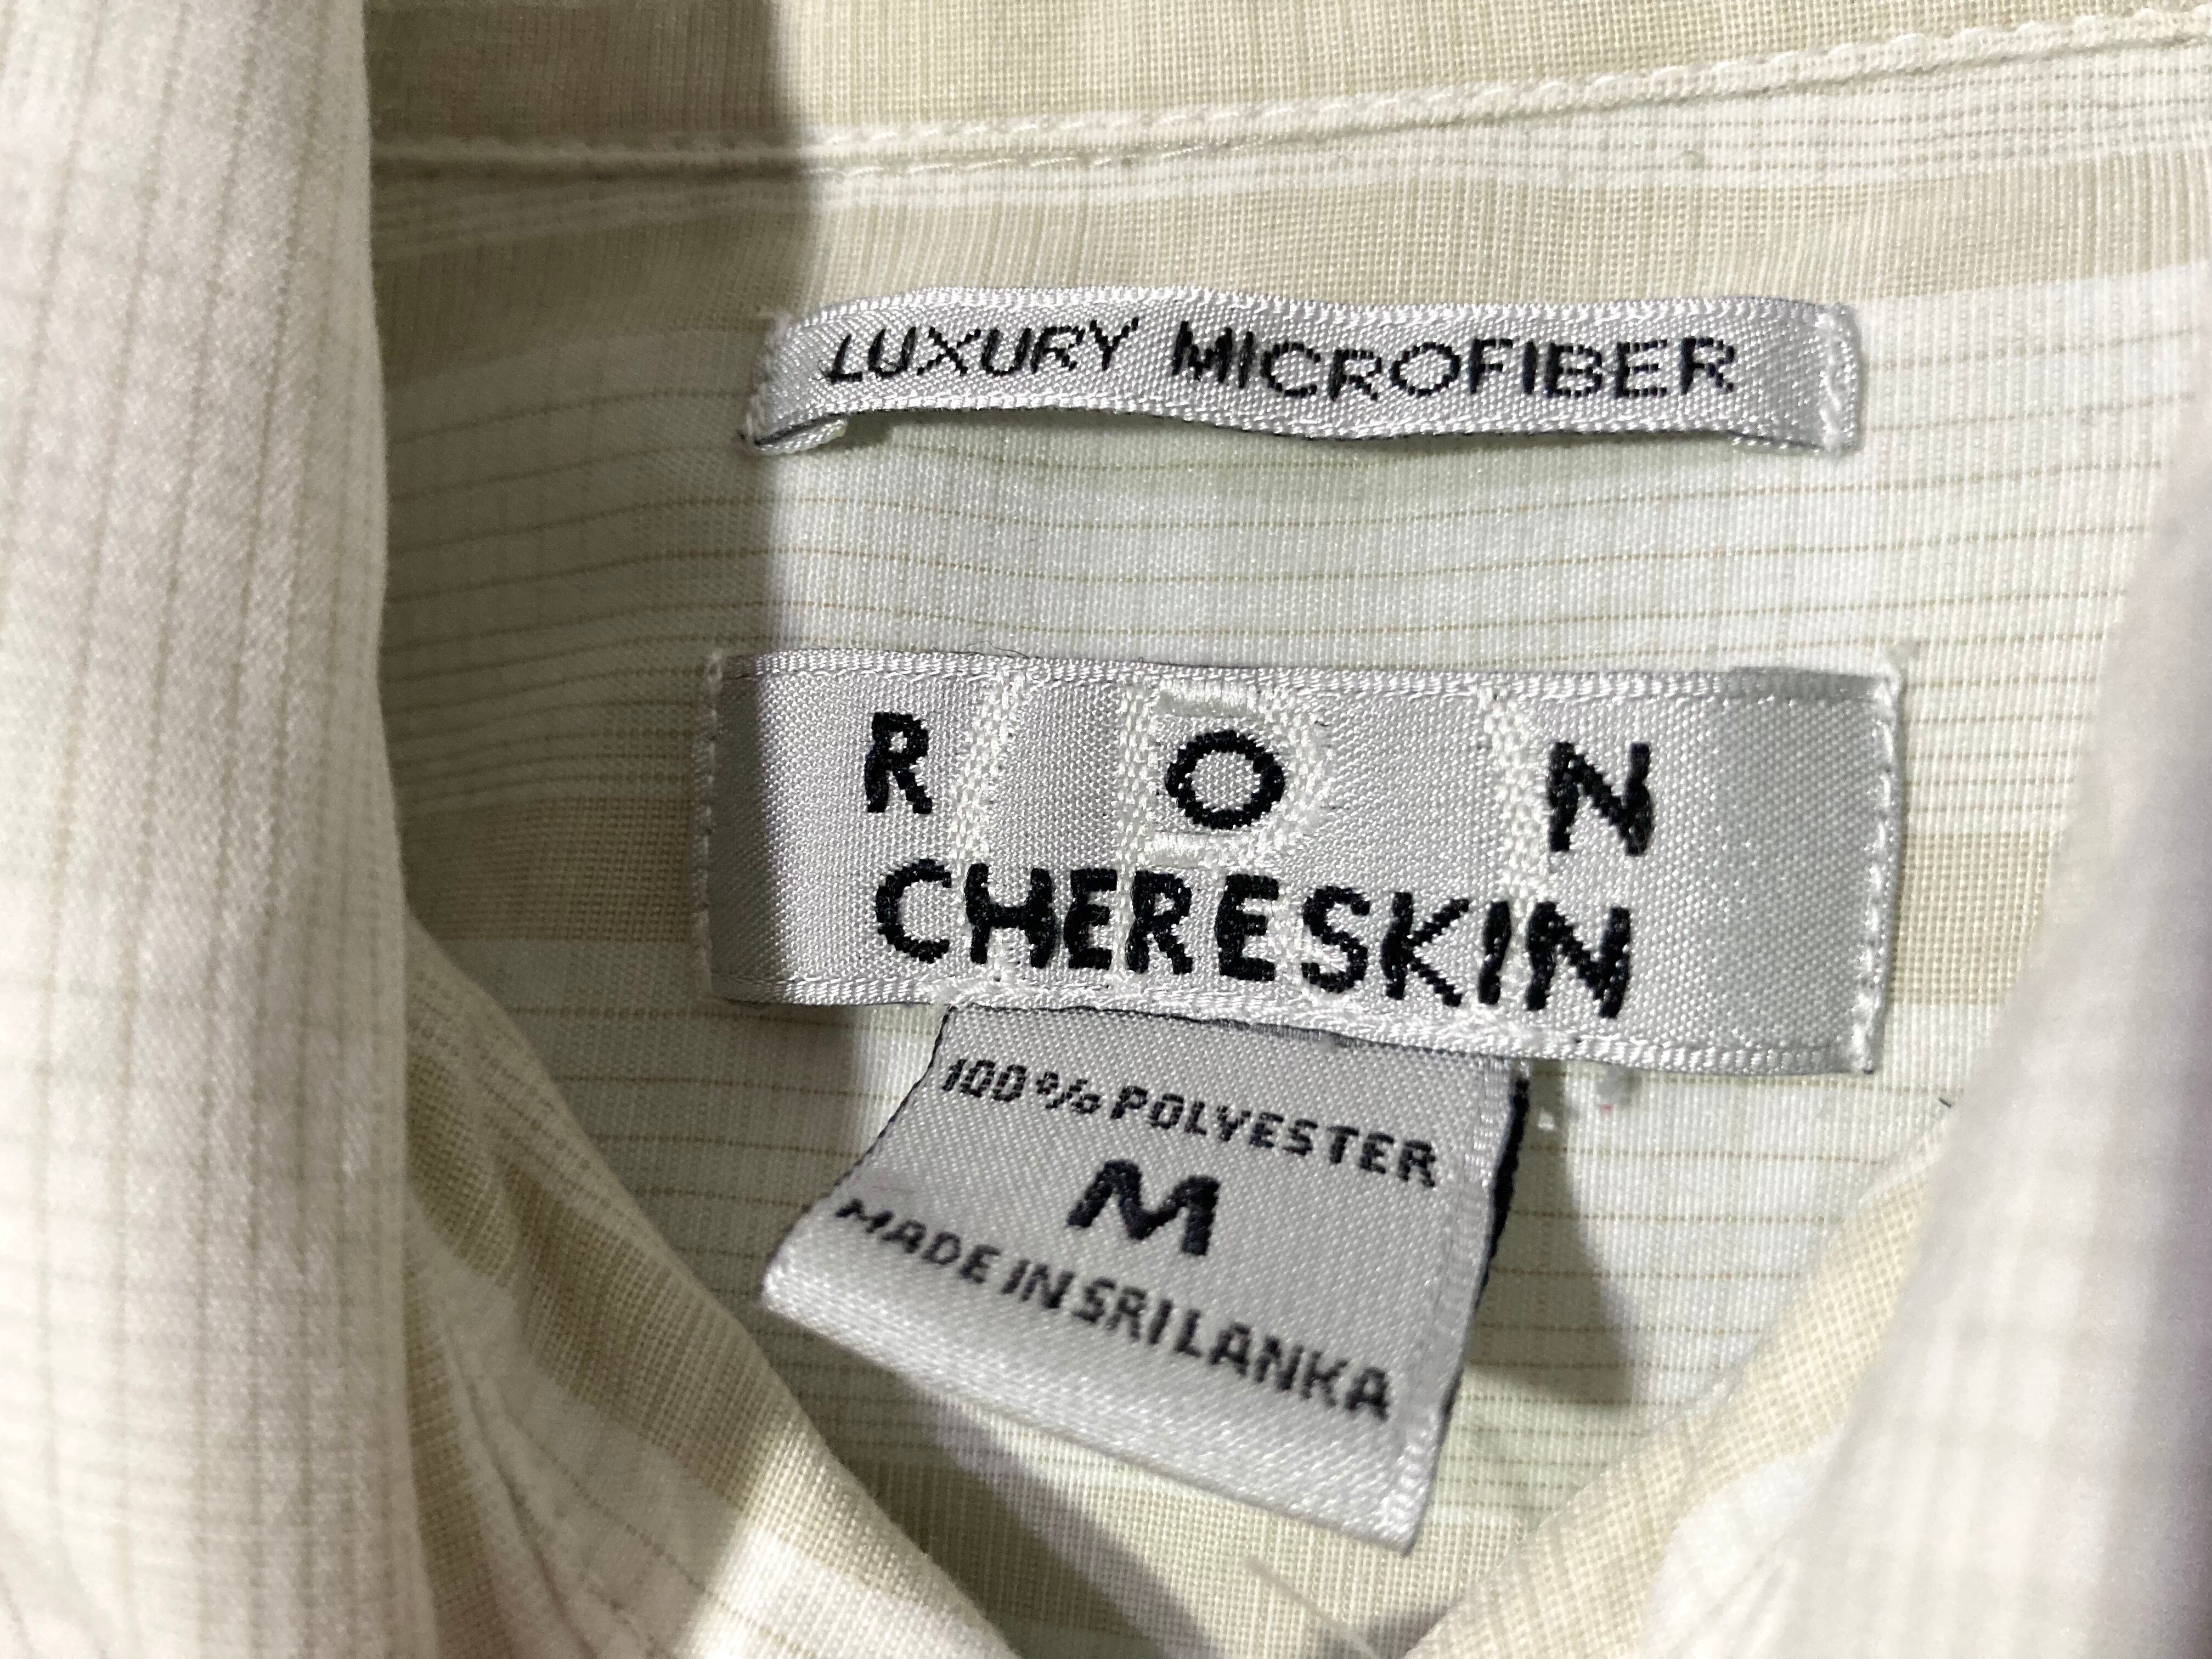 LUXURY MICROFIBER
R O N
CHERESKIN
100% POLYESTER
M
MADE IN SRI LANKA